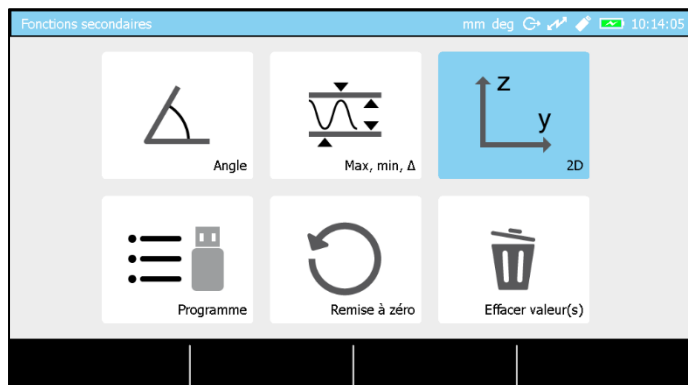 Fonctions secondaires mm deg 10:14:05
z
y
Angle Max, min, Δ 2D
Programme Remise à zéro Effacer valeur(s)